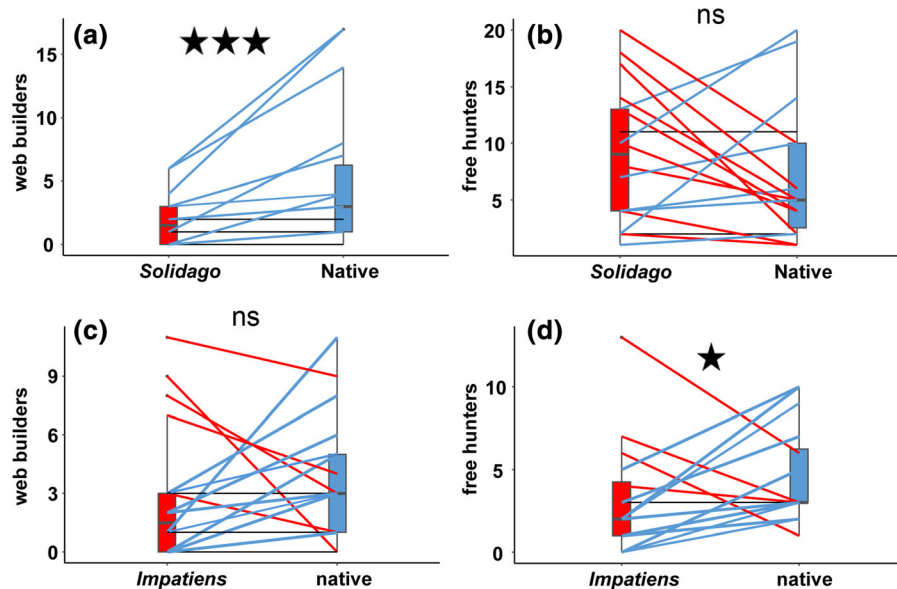 (a)
web builders
15
10
5
0
Solidago
Native
(b)
ns
free hunters
20
15
10
5
Solidago
Native
(c)
ns
web builders
9
6
3
0
Impatiens
native
(d)
free hunters
10
5
0
Impatiens
native